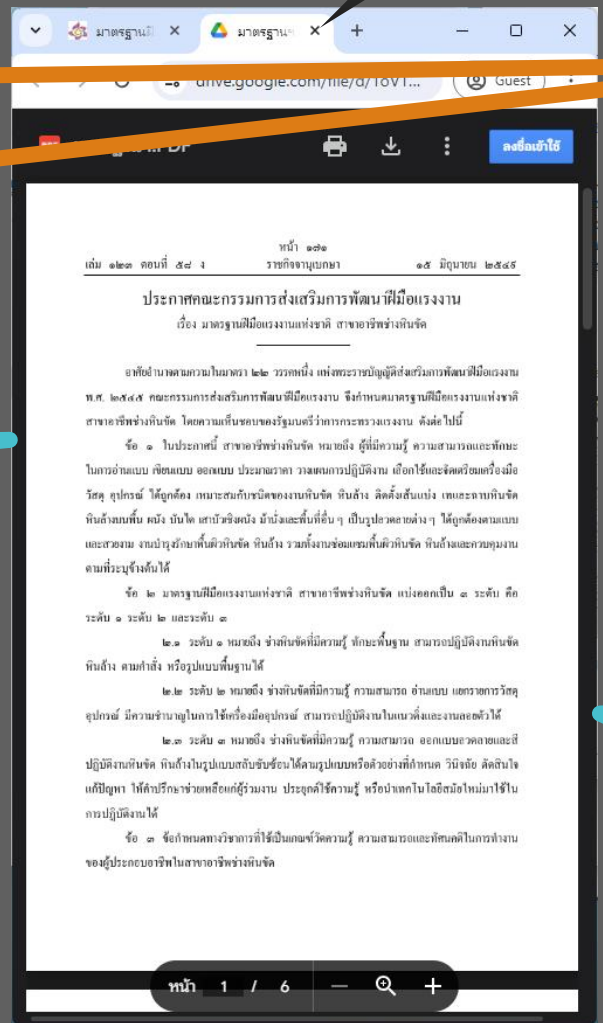 มาตรฐานฝี
มาตรฐานฯ
Guest
ลงชื่อเข้าใช้
หน้า ๑๗๑
เล่ม ๑๒๓ ตอนที่ ๕๘ ง ราชกิจจานุเบกษา ๑๕ มิถุนายน ๒๕๔๙
ประกาศคณะกรรมการส่งเสริมการพัฒนาฝีมือแรงงาน
เรื่อง มาตรฐานฝีมือแรงงานแห่งชาติ สาขาอาชีพช่างหินขัด
อาศัยอำนาจตามความในมาตรา ๒๒ วรรคหนึ่ง แห่งพระราชบัญญัติส่งเสริมการพัฒนาฝีมือแรงงาน
พ.ศ. ๒๕๔๕ คณะกรรมการส่งเสริมการพัฒนาฝีมือแรงงาน จึงกำหนดมาตรฐานฝีมือแรงงานแห่งชาติ
สาขาอาชีพช่างหินขัด โดยความเห็นชอบของรัฐมนตรีว่าการกระทรวงแรงงาน ดังต่อไปนี้
ข้อ ๑ ในประกาศนี้ สาขาอาชีพช่างหินขัด หมายถึง ผู้ที่มีความรู้ ความสามารถและทักษะ
ในการอ่านแบบ เขียนแบบ ออกแบบ ประมาณราคา วางแผนการปฏิบัติงาน เลือกใช้และจัดเตรียมเครื่องมือ
วัสดุ อุปกรณ์ ได้ถูกต้อง เหมาะสมกับชนิดของงานหินขัด หินล้าง ติดตั้งเส้นแบ่ง เทและฉาบหินขัด
หินล้างบนพื้น ผนัง บันได เสาบัวเชิงผนัง ม้านั่งและพื้นที่อื่น ๆ เป็นรูปลวดลายต่าง ๆ ได้ถูกต้องตามแบบ
และสวยงาม งานบำรุงรักษาพื้นผิวหินขัด หินล้าง รวมทั้งงานซ่อมแซมพื้นผิวหินขัด หินล้างและควบคุมงาน
ตามที่ระบุข้างต้นได้
ข้อ ๒ มาตรฐานฝีมือแรงงานแห่งชาติ สาขาอาชีพช่างหินขัด แบ่งออกเป็น ๓ ระดับ คือ
ระดับ ๑ ระดับ ๒ และระดับ ๓
๒.๑ ระดับ ๑ หมายถึง ช่างหินขัดที่มีความรู้ ทักษะพื้นฐาน สามารถปฏิบัติงานหินขัด
หินล้าง ตามคำสั่ง หรือรูปแบบพื้นฐานได้
๒.๒ ระดับ ๒ หมายถึง ช่างหินขัดที่มีความรู้ ความสามารถ อ่านแบบ แยกรายการวัสดุ
อุปกรณ์ มีความชำนาญในการใช้เครื่องมืออุปกรณ์ สามารถปฏิบัติงานในแนวดิ่งและงานลอยตัวได้
๒.๓ ระดับ ๓ หมายถึง ช่างหินขัดที่มีความรู้ ความสามารถ ออกแบบลวดลายและสี
ปฏิบัติงานหินขัด หินล้างในรูปแบบสลับซับซ้อนได้ตามรูปแบบหรือตัวอย่างที่กำหนด วินิจฉัย ตัดสินใจ
แก้ปัญหา ให้คำปรึกษาช่วยเหลือแก่ผู้ร่วมงาน ประยุกต์ใช้ความรู้ หรือนำเทคโนโลยีสมัยใหม่มาใช้ใน
การปฏิบัติงานได้
ข้อ ๓ ข้อกำหนดทางวิชาการที่ใช้เป็นเกณฑ์วัดความรู้ ความสามารถและทัศนคติในการทำงาน
ของผู้ประกอบอาชีพในสาขาอาชีพช่างหินขัด
หน้า 1 / 6